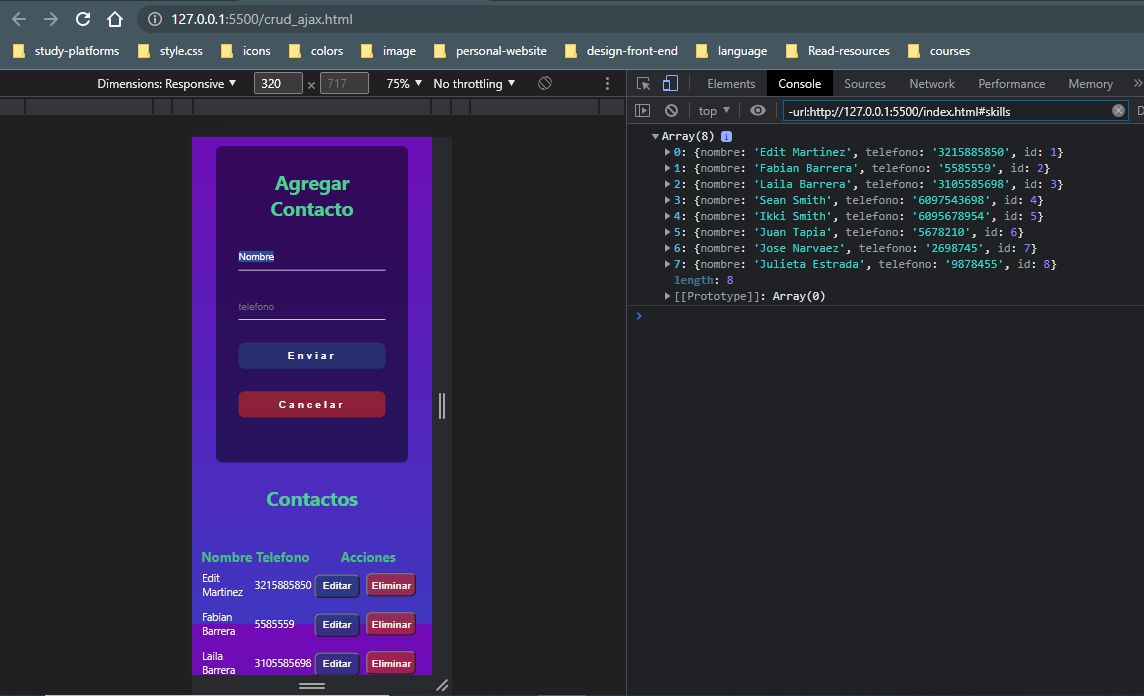 127.0.0.1:5500/crud_ajax.html
study-platforms style.css icons colors image personal-website design-front-end language Read-resources courses
Dimensions: Responsive ▼ 320 × 717 75% ▼ No throttling ▼
Elements Console Sources Network Performance Memory »
top ▼ -url:http://127.0.0.1:5500/index.html#skills
Agregar
Contacto
Nombre
telefono
Enviar
Cancelar
Contactos
Nombre Telefono Acciones
Edit
Martinez 3215885850 Editar Eliminar
Fabian
Barrera 5585559 Editar Eliminar
Laila
Barrera 3105585698 Editar Eliminar
▼Array(8) i
▶0: {nombre: 'Edit Martinez', telefono: '3215885850', id: 1}
▶1: {nombre: 'Fabian Barrera', telefono: '5585559', id: 2}
▶2: {nombre: 'Laila Barrera', telefono: '3105585698', id: 3}
▶3: {nombre: 'Sean Smith', telefono: '6097543698', id: 4}
▶4: {nombre: 'Ikki Smith', telefono: '6095678954', id: 5}
▶5: {nombre: 'Juan Tapia', telefono: '5678210', id: 6}
▶6: {nombre: 'Jose Narvaez', telefono: '2698745', id: 7}
▶7: {nombre: 'Julieta Estrada', telefono: '9878455', id: 8}
length: 8
▶[[Prototype]]: Array(0)